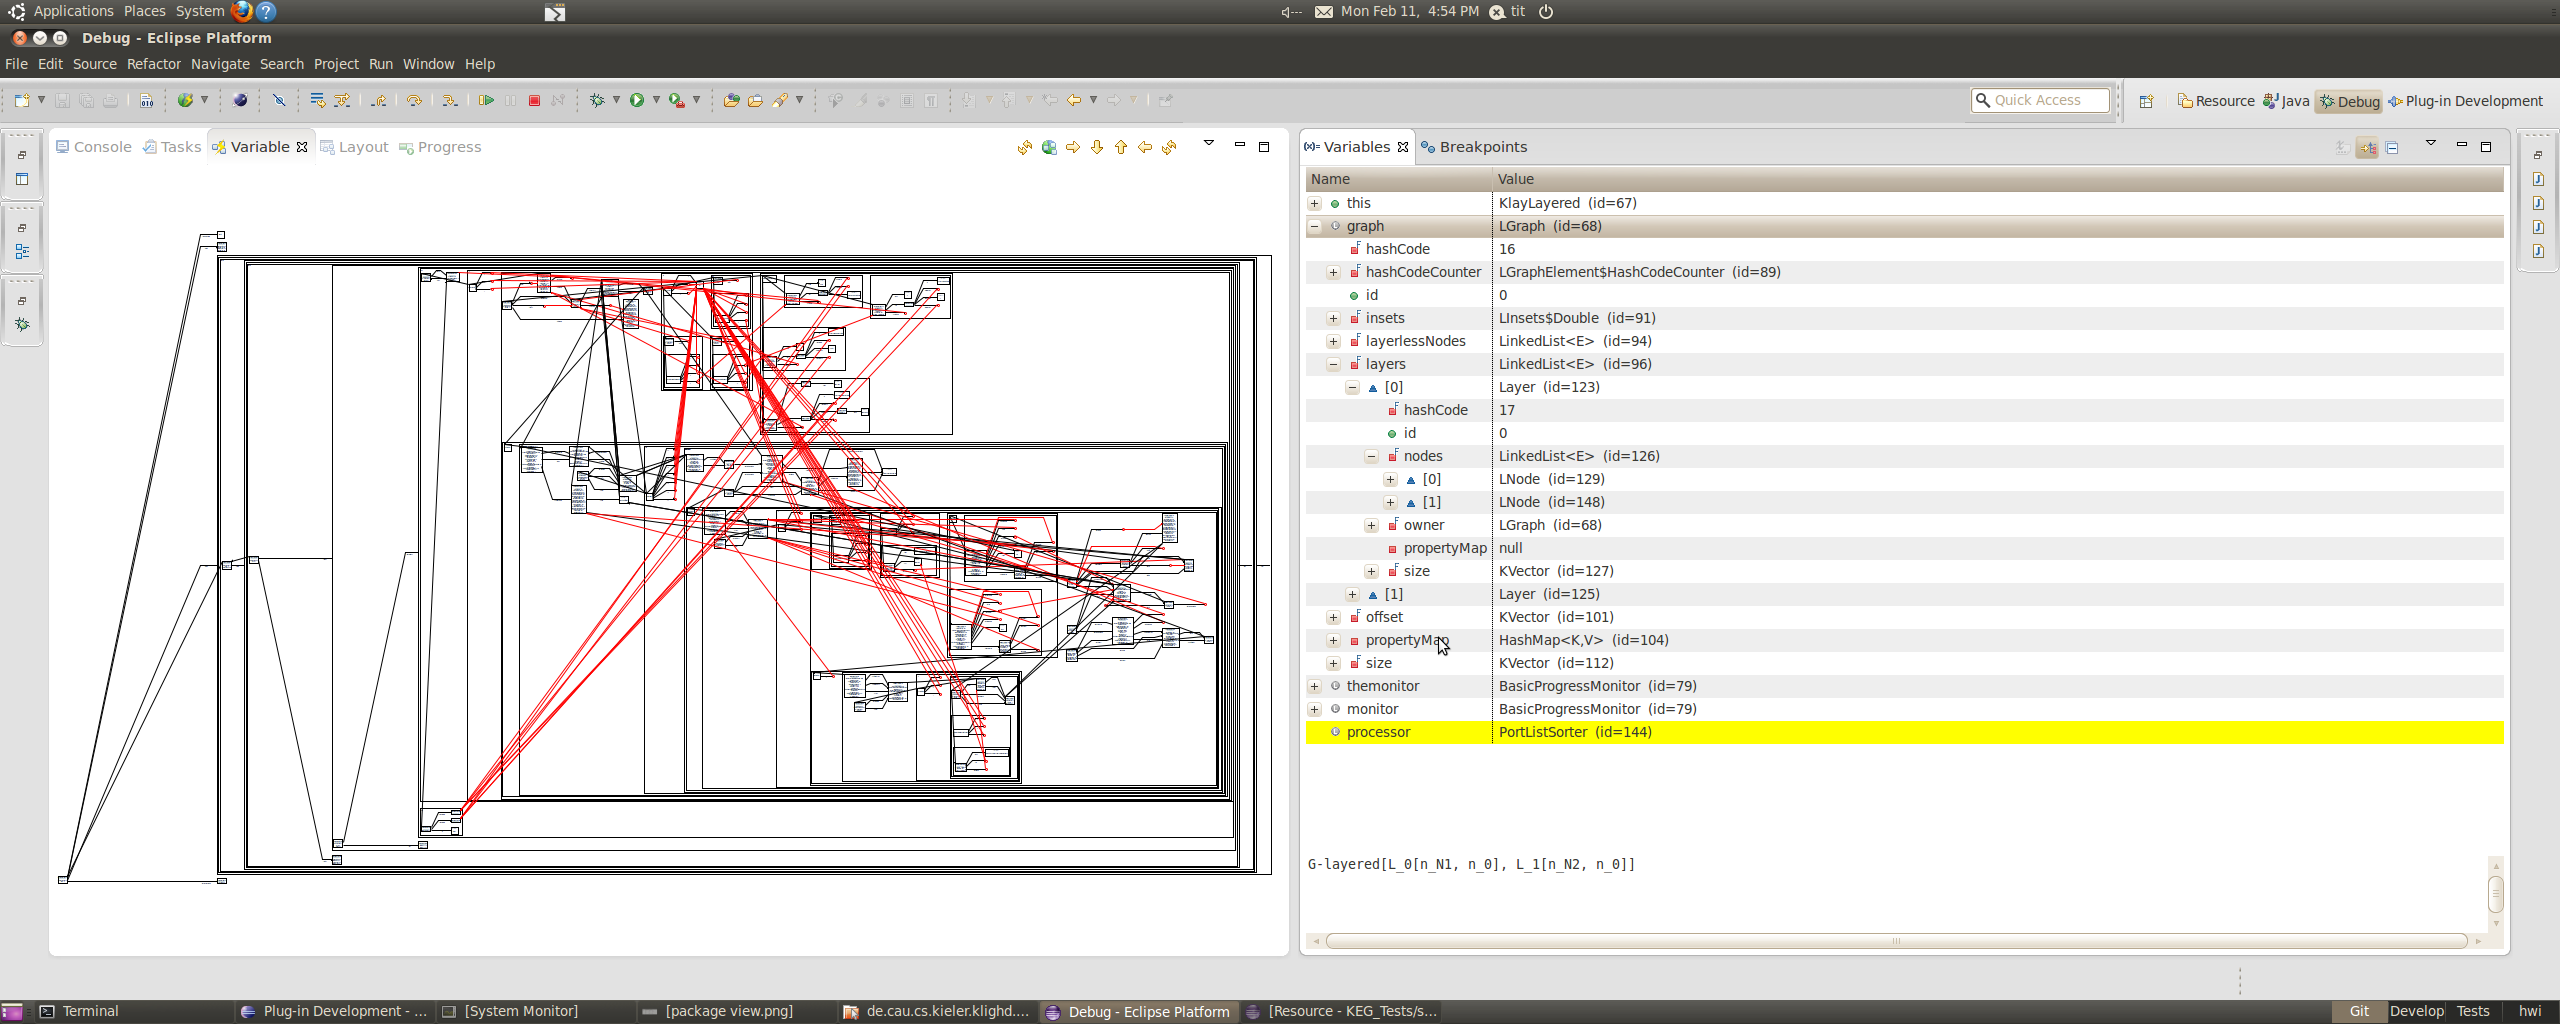 Applications Places System
Mon Feb 11, 4:54 PM tit
Debug - Eclipse Platform
File Edit Source Refactor Navigate Search Project Run Window Help
Quick Access
Resource Java Debug Plug-in Development
Console Tasks Variable Layout Progress
Variables Breakpoints
Name Value
this KlayLayered (id=67)
graph LGraph (id=68)
hashCode 16
hashCodeCounter LGraphElement$HashCodeCounter (id=89)
id 0
insets LInsets$Double (id=91)
layerlessNodes LinkedList<E> (id=94)
layers LinkedList<E> (id=96)
[0] Layer (id=123)
hashCode 17
id 0
nodes LinkedList<E> (id=126)
[0] LNode (id=129)
[1] LNode (id=148)
owner LGraph (id=68)
propertyMap null
size KVector (id=127)
[1] Layer (id=125)
offset KVector (id=101)
propertyMap HashMap<K,V> (id=104)
size KVector (id=112)
themonitor BasicProgressMonitor (id=79)
monitor BasicProgressMonitor (id=79)
processor PortListSorter (id=144)
G-layered[L_0[n_N1, n_0], L_1[n_N2, n_0]]
Terminal
Plug-in Development - ...
[System Monitor]
[package view.png]
de.cau.cs.kieler.klighd....
Debug - Eclipse Platform
[Resource - KEG_Tests/s...
Git Develop Tests hwi